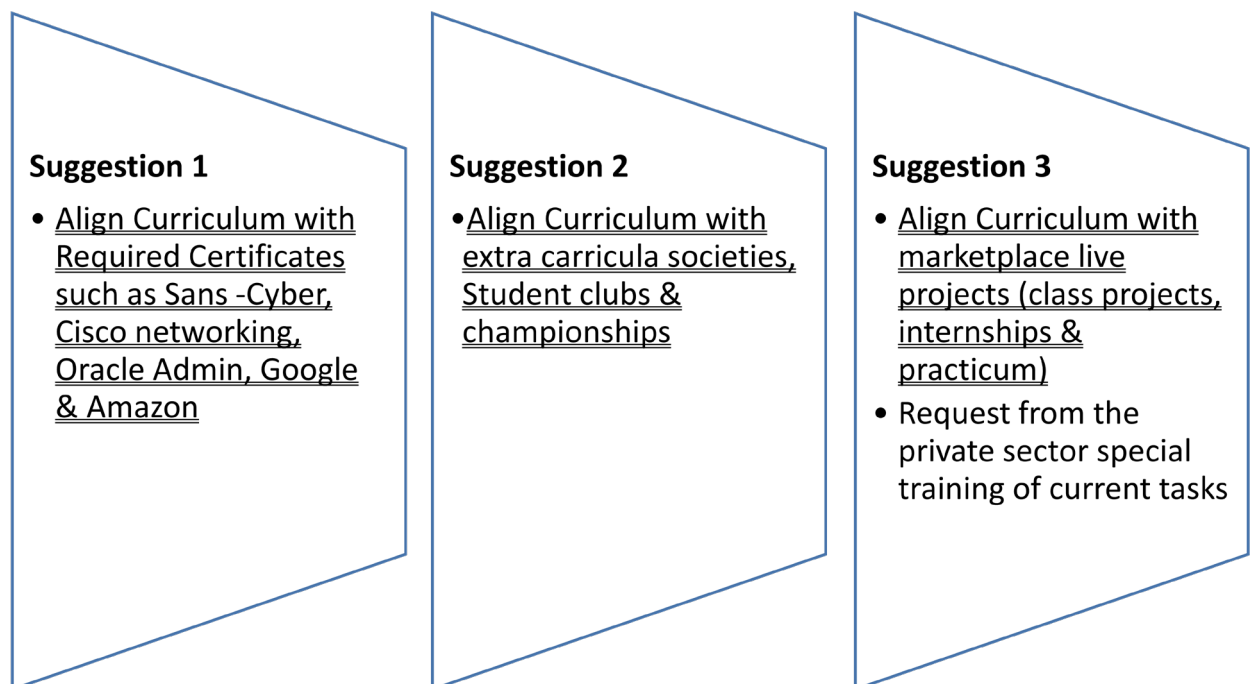 Suggestion 1
• Align Curriculum with
Required Certificates
such as Sans -Cyber,
Cisco networking,
Oracle Admin, Google
& Amazon
Suggestion 2
•Align Curriculum with
extra carricula societies,
Student clubs &
championships
Suggestion 3
• Align Curriculum with
marketplace live
projects (class projects,
internships &
practicum)
• Request from the
private sector special
training of current tasks